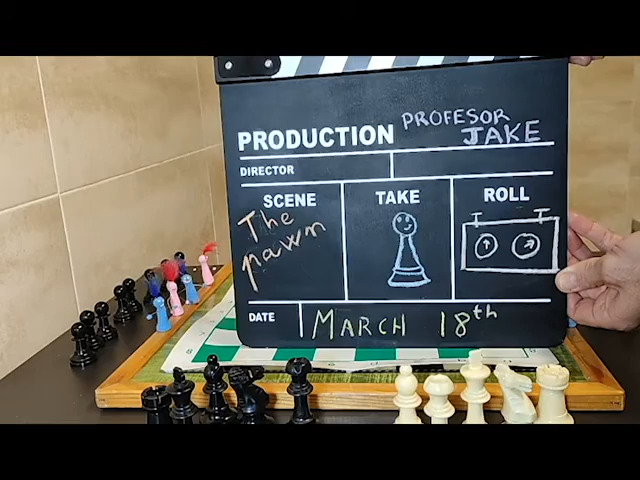 PRODUCTION PROFESOR
JAKE
DIRECTOR
SCENE TAKE ROLL
The
pawn
DATE MARCH 18th